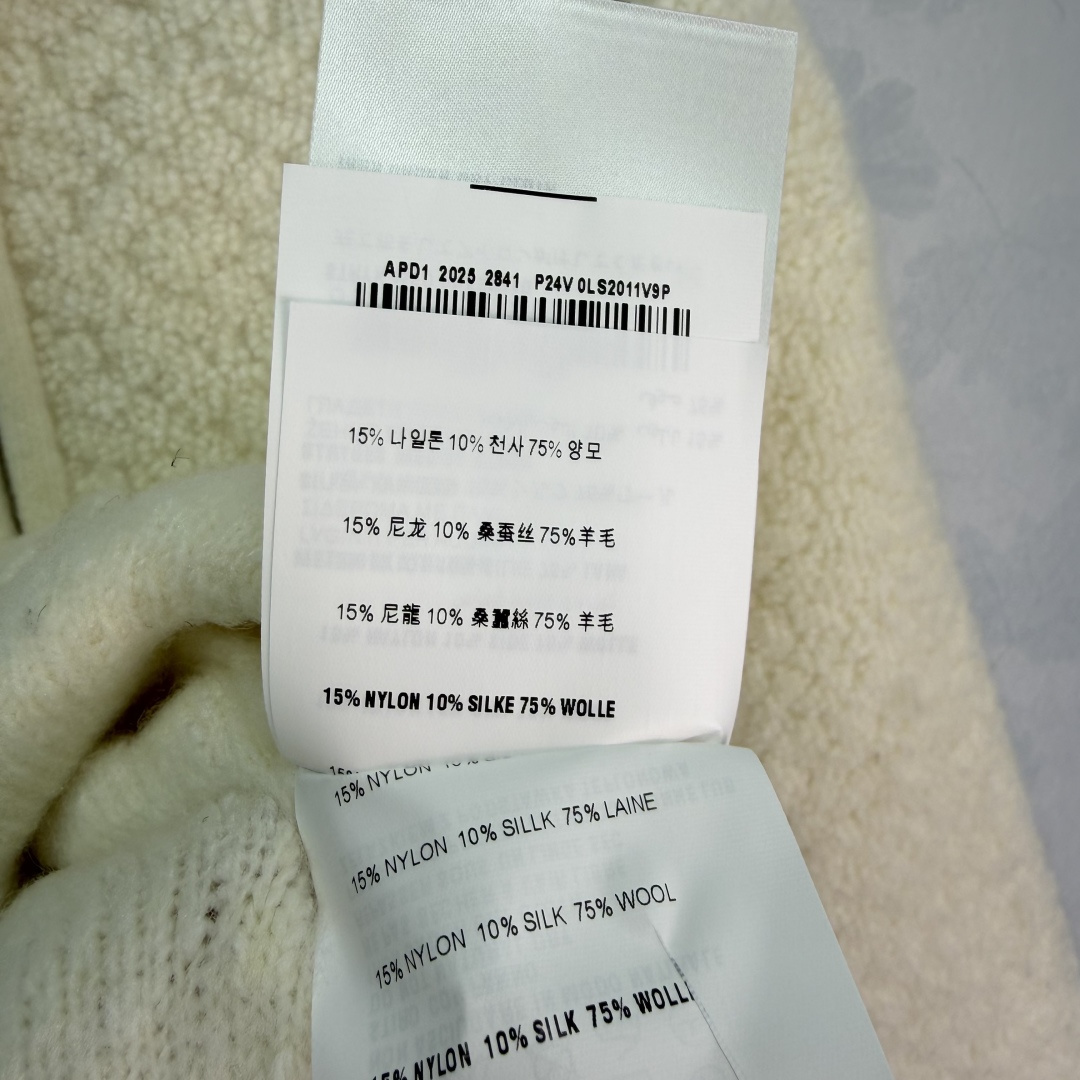 APD1 2025 2841 P24V 0LS2011V9P
15% 나일론 10% 천사 75% 양모
15% 尼龙 10% 桑蚕丝 75% 羊毛
15% 尼龍 10% 桑蠶絲 75% 羊毛
15% NYLON 10% SILKE 75% WOLLE
15% NYLON
15% NYLON 10% SILLK 75% LAINE
15% NYLON 10% SILK 75% WOOL
NYLON 10% SILK 75%